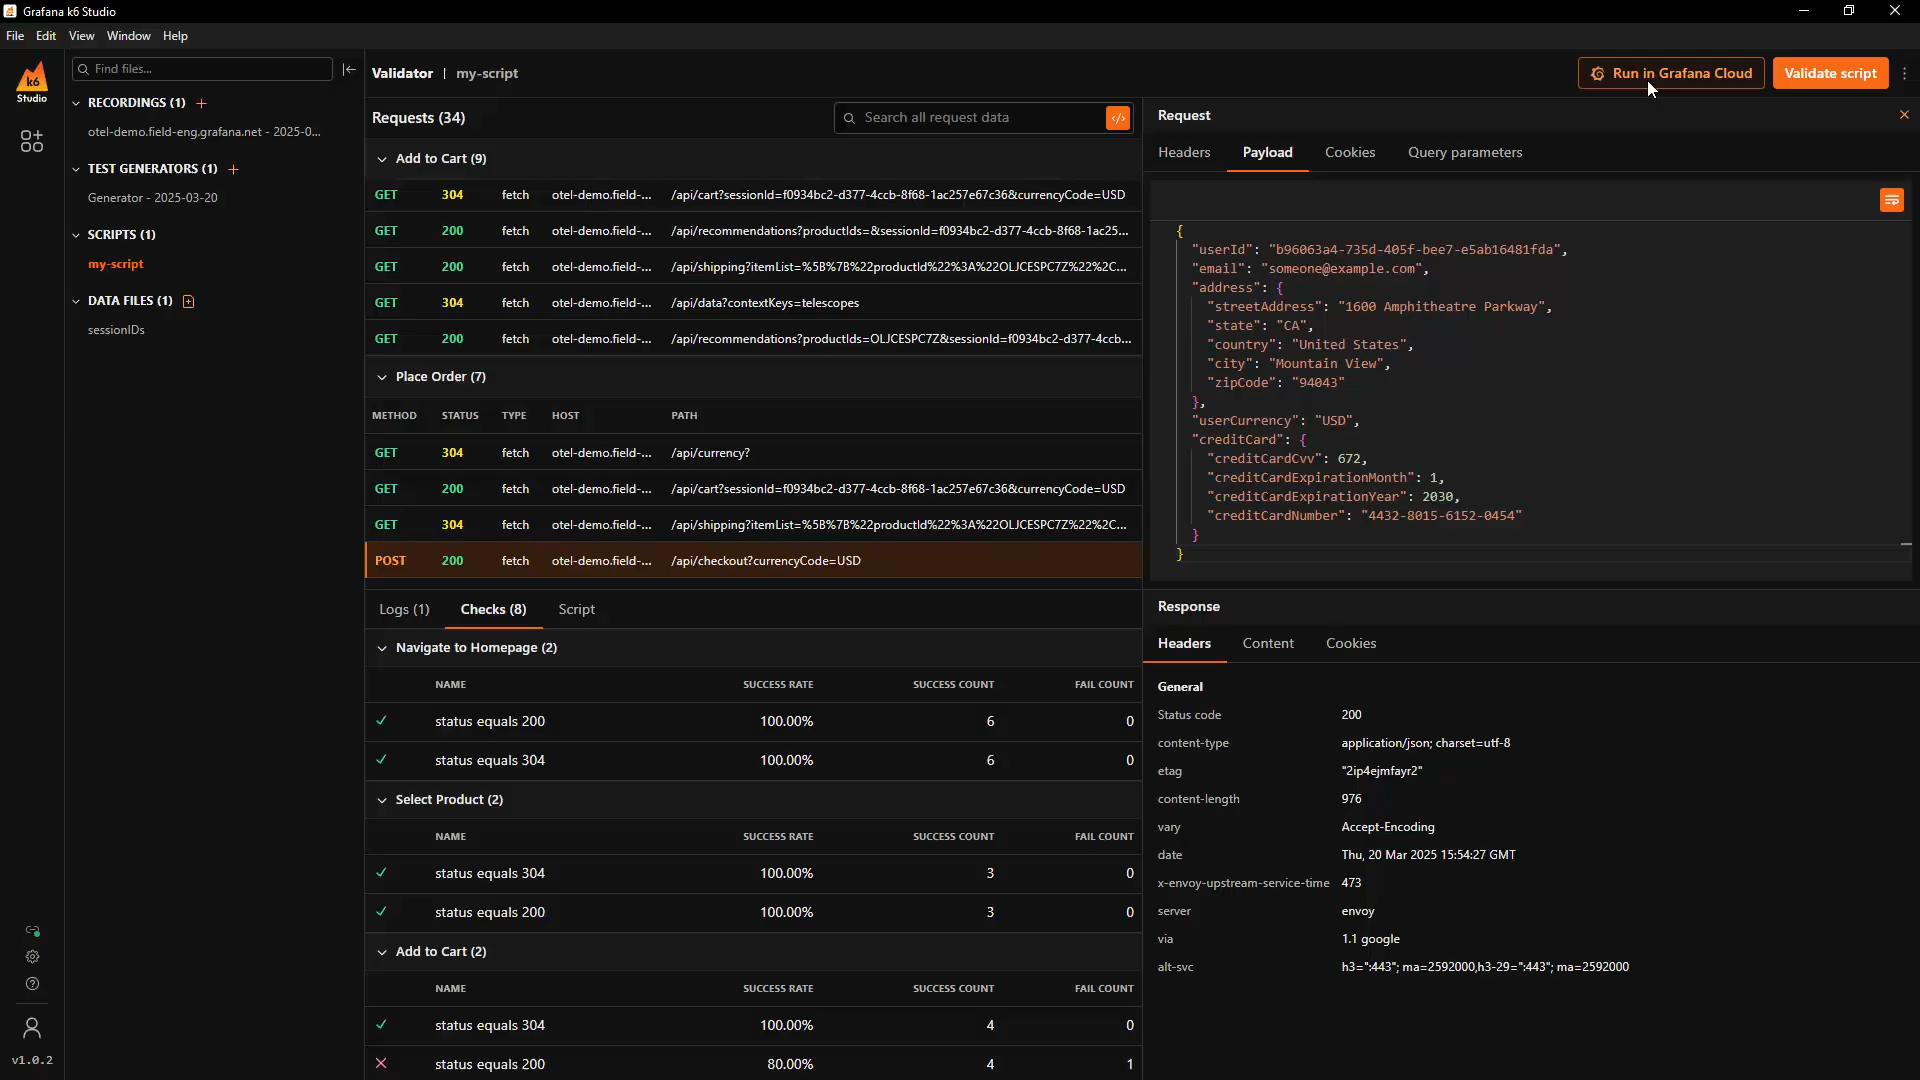 Grafana k6 Studio
File Edit View Window Help
k6
Studio
Find files...
RECORDINGS (1)
otel-demo.field-eng.grafana.net - 2025-0...
TEST GENERATORS (1)
Generator - 2025-03-20
SCRIPTS (1)
my-script
DATA FILES (1)
sessionIDs
v1.0.2
Validator | my-script
Run in Grafana Cloud
Validate script
Requests (34)
Search all request data
Add to Cart (9)
GET 304 fetch otel-demo.field-... /api/cart?sessionId=f0934bc2-d377-4ccb-8f68-1ac257e67c36&currencyCode=USD
GET 200 fetch otel-demo.field-... /api/recommendations?productIds=&sessionId=f0934bc2-d377-4ccb-8f68-1ac25...
GET 200 fetch otel-demo.field-... /api/shipping?itemList=%5B%7B%22productId%22%3A%22OLJCESPC7Z%22%2C...
GET 304 fetch otel-demo.field-... /api/data?contextKeys=telescopes
GET 200 fetch otel-demo.field-... /api/recommendations?productIds=OLJCESPC7Z&sessionId=f0934bc2-d377-4ccb...
Place Order (7)
METHOD STATUS TYPE HOST PATH
GET 304 fetch otel-demo.field-... /api/currency?
GET 200 fetch otel-demo.field-... /api/cart?sessionId=f0934bc2-d377-4ccb-8f68-1ac257e67c36&currencyCode=USD
GET 304 fetch otel-demo.field-... /api/shipping?itemList=%5B%7B%22productId%22%3A%22OLJCESPC7Z%22%2C...
POST 200 fetch otel-demo.field-... /api/checkout?currencyCode=USD
Logs (1) Checks (8) Script
Navigate to Homepage (2)
NAME SUCCESS RATE SUCCESS COUNT FAIL COUNT
status equals 200 100.00% 6 0
status equals 304 100.00% 6 0
Select Product (2)
NAME SUCCESS RATE SUCCESS COUNT FAIL COUNT
status equals 304 100.00% 3 0
status equals 200 100.00% 3 0
Add to Cart (2)
NAME SUCCESS RATE SUCCESS COUNT FAIL COUNT
status equals 304 100.00% 4 0
status equals 200 80.00% 4 1
Request
Headers Payload Cookies Query parameters
{
"userId": "b96063a4-735d-405f-bee7-e5ab16481fda",
"email": "someone@example.com",
"address": {
"streetAddress": "1600 Amphitheatre Parkway",
"state": "CA",
"country": "United States",
"city": "Mountain View",
"zipCode": "94043"
},
"userCurrency": "USD",
"creditCard": {
"creditCardCvv": 672,
"creditCardExpirationMonth": 1,
"creditCardExpirationYear": 2030,
"creditCardNumber": "4432-8015-6152-0454"
}
}
Response
Headers Content Cookies
General
Status code 200
content-type application/json; charset=utf-8
etag "2ip4ejmfayr2"
content-length 976
vary Accept-Encoding
date Thu, 20 Mar 2025 15:54:27 GMT
x-envoy-upstream-service-time 473
server envoy
via 1.1 google
alt-svc h3=":443"; ma=2592000,h3-29=":443"; ma=2592000